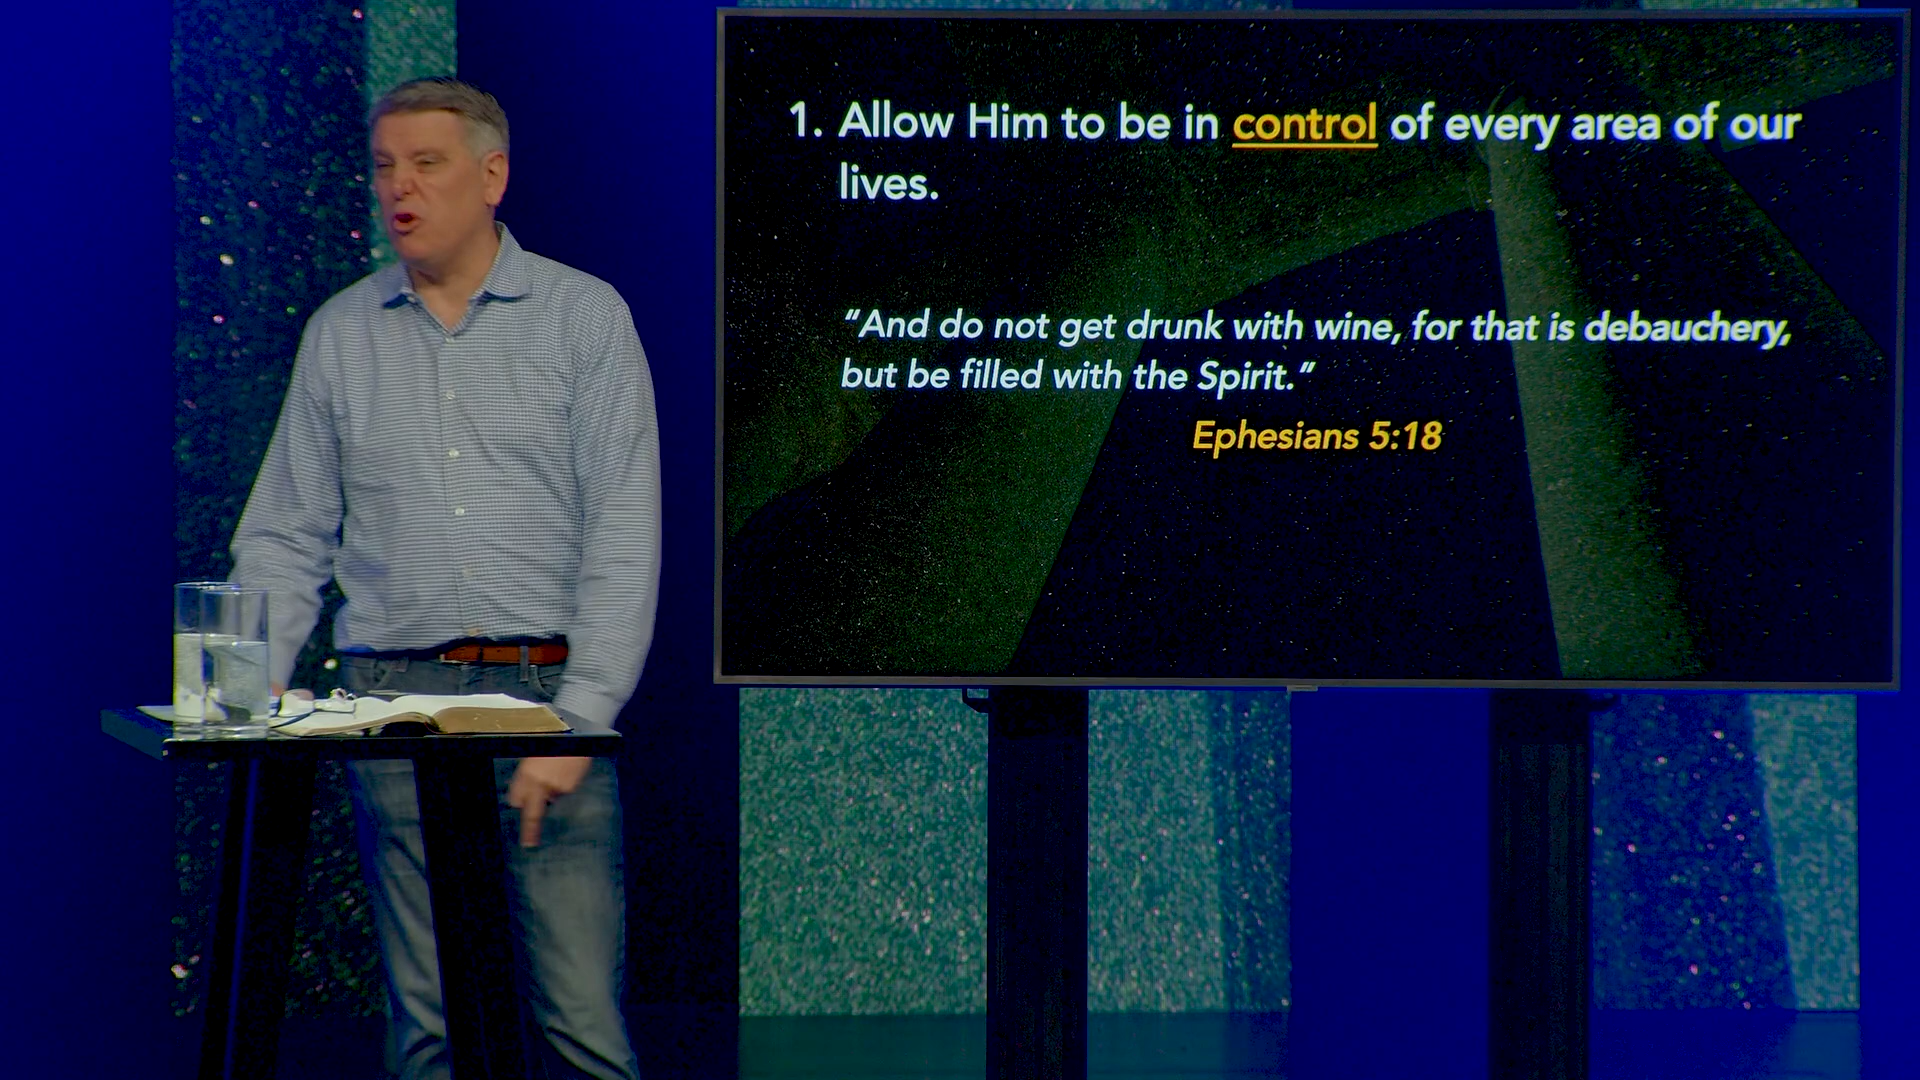 1. Allow Him to be in control of every area of our
lives.
“And do not get drunk with wine, for that is debauchery,
but be filled with the Spirit.”
Ephesians 5:18